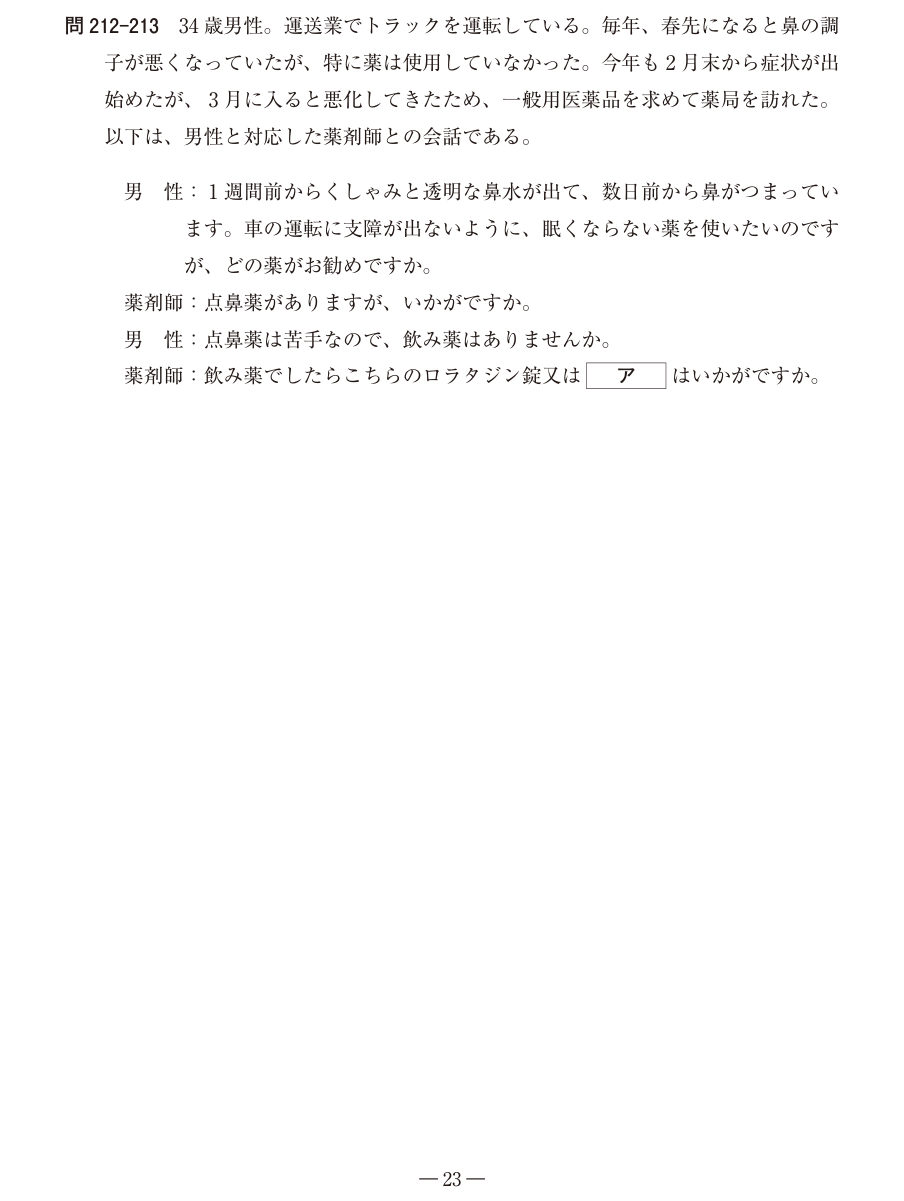 問 212−213　34 歳男性。運送業でトラックを運転している。毎年、春先になると鼻の調
子が悪くなっていたが、特に薬は使用していなかった。今年も２月末から症状が出
始めたが、３月に入ると悪化してきたため、一般用医薬品を求めて薬局を訪れた。
以下は、男性と対応した薬剤師との会話である。
男　性：１週間前からくしゃみと透明な鼻水が出て、数日前から鼻がつまってい
ます。車の運転に支障が出ないように、眠くならない薬を使いたいのです
が、どの薬がお勧めですか。
薬剤師：点鼻薬がありますが、いかがですか。
男　性：点鼻薬は苦手なので、飲み薬はありませんか。
薬剤師：飲み薬でしたらこちらのロラタジン錠又は ア はいかがですか。
― 23 ―